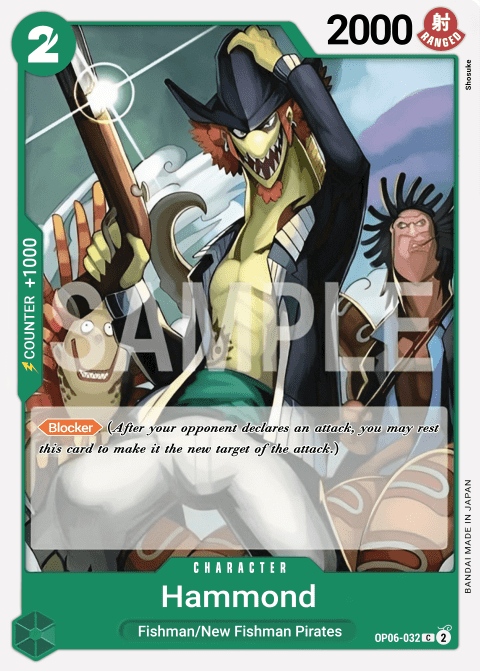 2
2000
射
RANGED
Shosuke
COUNTER +1000
SAMPLE
Blocker (After your opponent declares an attack, you may rest
this card to make it the new target of the attack.)
BANDAI MADE IN JAPAN
CHARACTER
Hammond
Fishman/New Fishman Pirates
OP06-032 C 2